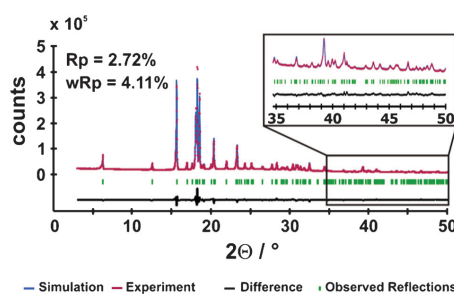 x 10⁵
Rp = 2.72%
wRp = 4.11%
counts
5
4
3
2
1
0
0 10 20 30 40 50
2Θ / °
35 40 45 50
Simulation Experiment Difference Observed Reflections